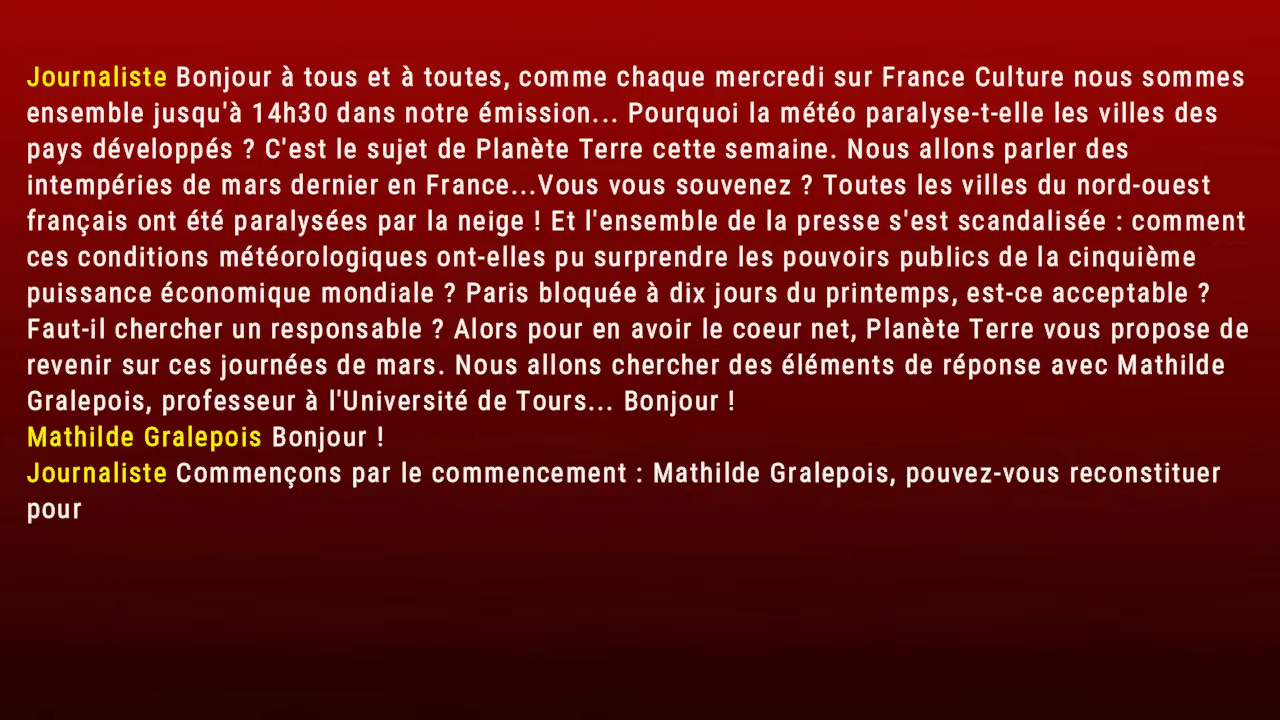 Journaliste Bonjour à tous et à toutes, comme chaque mercredi sur France Culture nous sommes
ensemble jusqu'à 14h30 dans notre émission... Pourquoi la météo paralyse-t-elle les villes des
pays développés ? C'est le sujet de Planète Terre cette semaine. Nous allons parler des
intempéries de mars dernier en France...Vous vous souvenez ? Toutes les villes du nord-ouest
français ont été paralysées par la neige ! Et l'ensemble de la presse s'est scandalisée : comment
ces conditions météorologiques ont-elles pu surprendre les pouvoirs publics de la cinquième
puissance économique mondiale ? Paris bloquée à dix jours du printemps, est-ce acceptable ?
Faut-il chercher un responsable ? Alors pour en avoir le coeur net, Planète Terre vous propose de
revenir sur ces journées de mars. Nous allons chercher des éléments de réponse avec Mathilde
Gralepois, professeur à l'Université de Tours... Bonjour !
Mathilde Gralepois Bonjour !
Journaliste Commençons par le commencement : Mathilde Gralepois, pouvez-vous reconstituer
pour